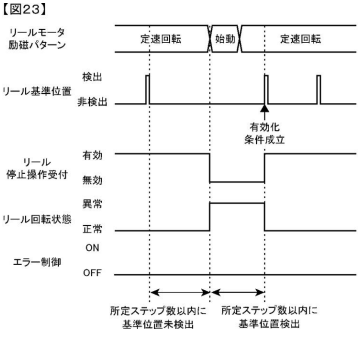 【図23】
リールモータ
励磁パターン
定速回転
始動
定速回転
リール基準位置
検出
非検出
有効化
条件成立
リール
停止操作受付
有効
無効
リール回転状態
異常
正常
エラー制御
ON
OFF
所定ステップ数以内に
基準位置未検出
所定ステップ数以内に
基準位置検出